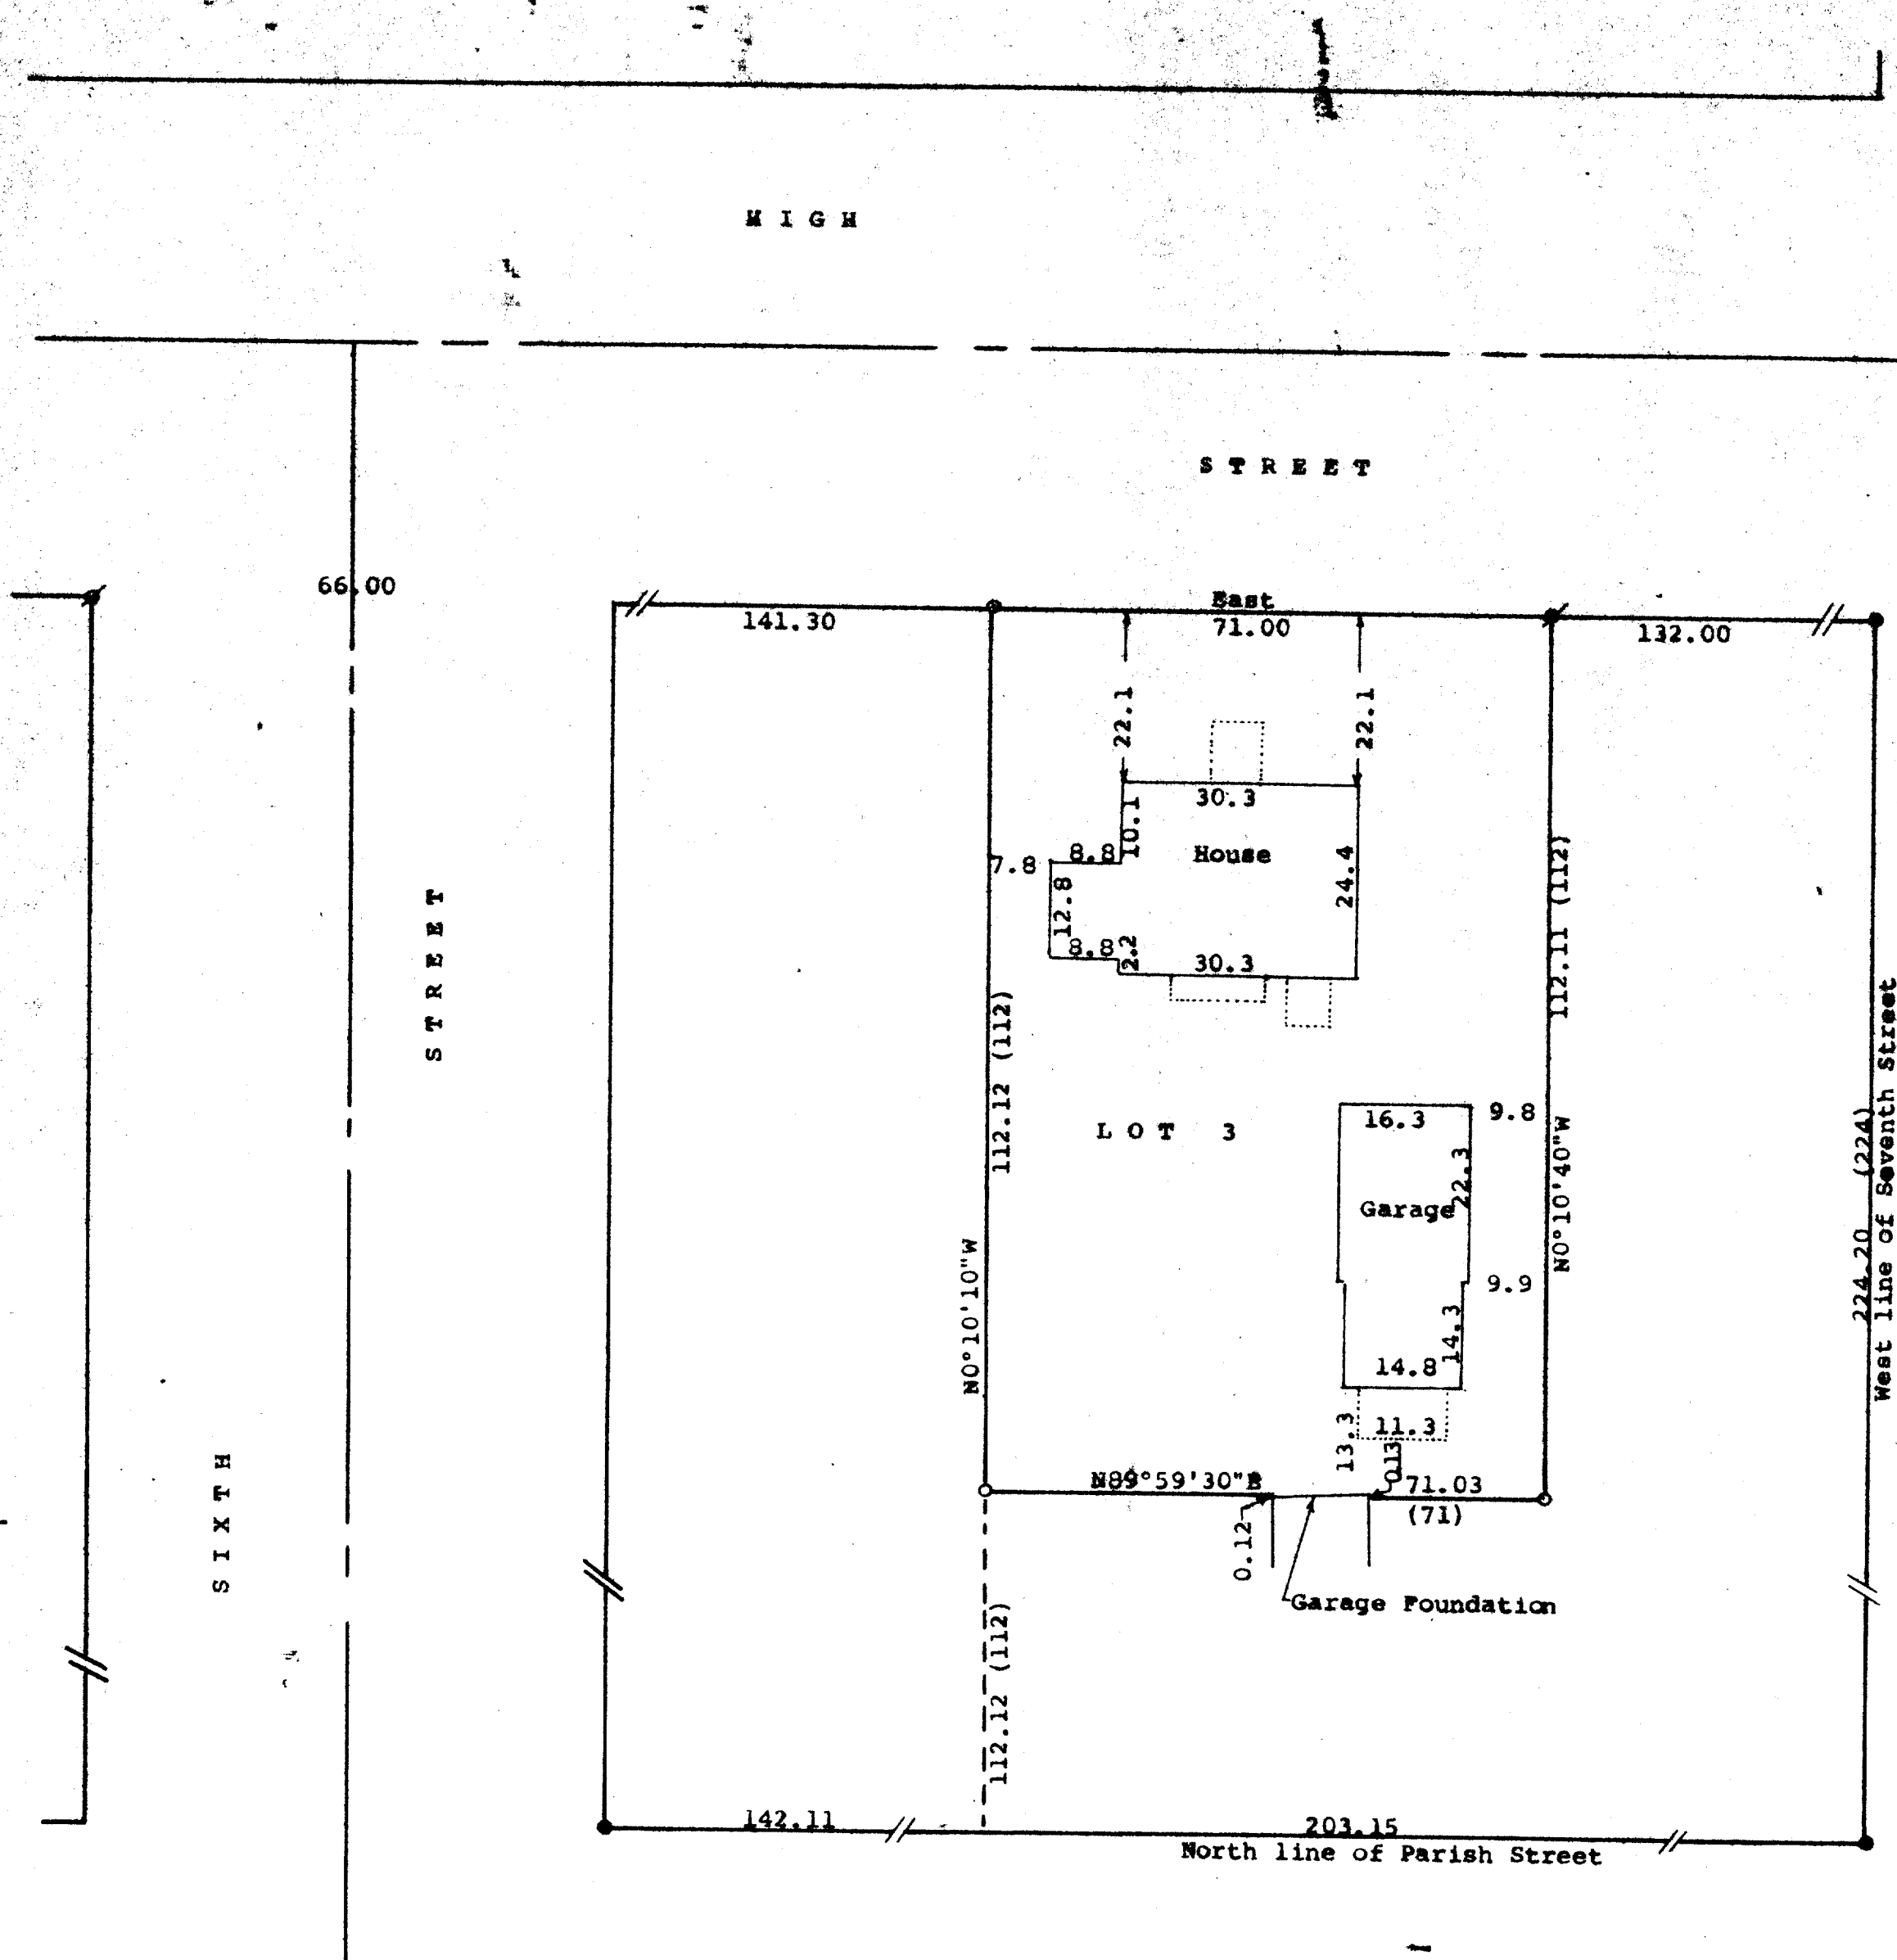 HIGH
STREET
66.00
141.30
East
71.00
132.00
22.1
22.1
30.3
10.1
House
8.8
7.8
24.4
12.8
8.8
2.2
30.3
112.11 (112)
STREET
112.12 (112)
LOT 3
16.3
9.8
22.3
Garage
N0°10'40"W
224.20 (224)
West line of Seventh Street
9.9
N0°10'10"W
14.3
14.8
13.3
11.3
0.13
N89°59'30"E
71.03
(71)
SIXTH
0.12
Garage Foundation
112.12 (112)
142.11
203.15
North line of Parish Street